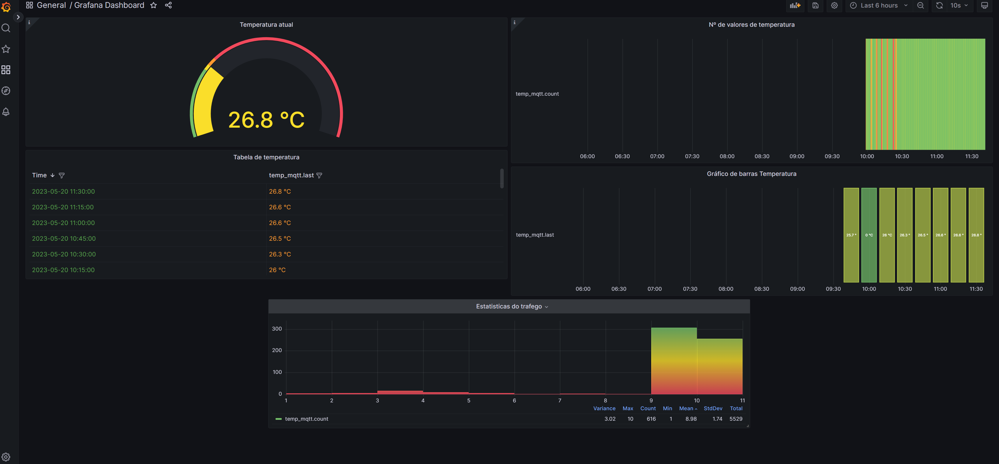 General / Grafana Dashboard
Last 6 hours
10s
Temperatura atual
26.8 °C
Nº de valores de temperatura
temp_mqtt.count
06:00 06:30 07:00 07:30 08:00 08:30 09:00 09:30 10:00 10:30 11:00 11:30
Tabela de temperatura
Time temp_mqtt.last
2023-05-20 11:30:00 26.8 °C
2023-05-20 11:15:00 26.6 °C
2023-05-20 11:00:00 26.6 °C
2023-05-20 10:45:00 26.5 °C
2023-05-20 10:30:00 26.3 °C
2023-05-20 10:15:00 26 °C
Gráfico de barras Temperatura
temp_mqtt.last
25.7 ° 0 °C 26 °C 26.3 ° 26.5 ° 26.6 ° 26.6 ° 26.8 °
06:00 06:30 07:00 07:30 08:00 08:30 09:00 09:30 10:00 10:30 11:00 11:30
Estatisticas do trafego
300
200
100
0
1 2 3 4 5 6 7 8 9 10 11
Variance Max Count Min Mean StdDev Total
temp_mqtt.count 3.02 10 616 1 8.98 1.74 5529